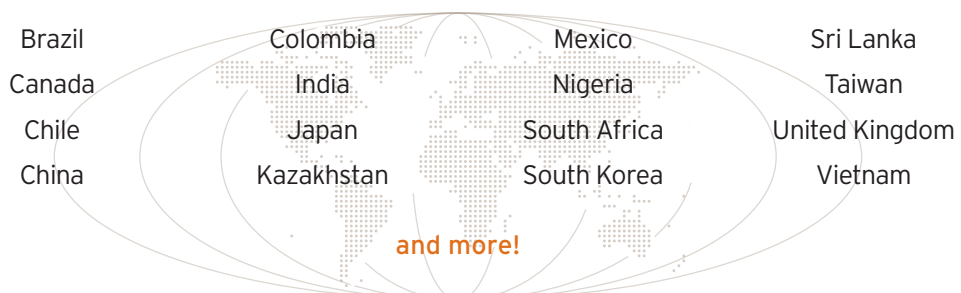 Brazil Colombia Mexico Sri Lanka
Canada India Nigeria Taiwan
Chile Japan South Africa United Kingdom
China Kazakhstan South Korea Vietnam
and more!